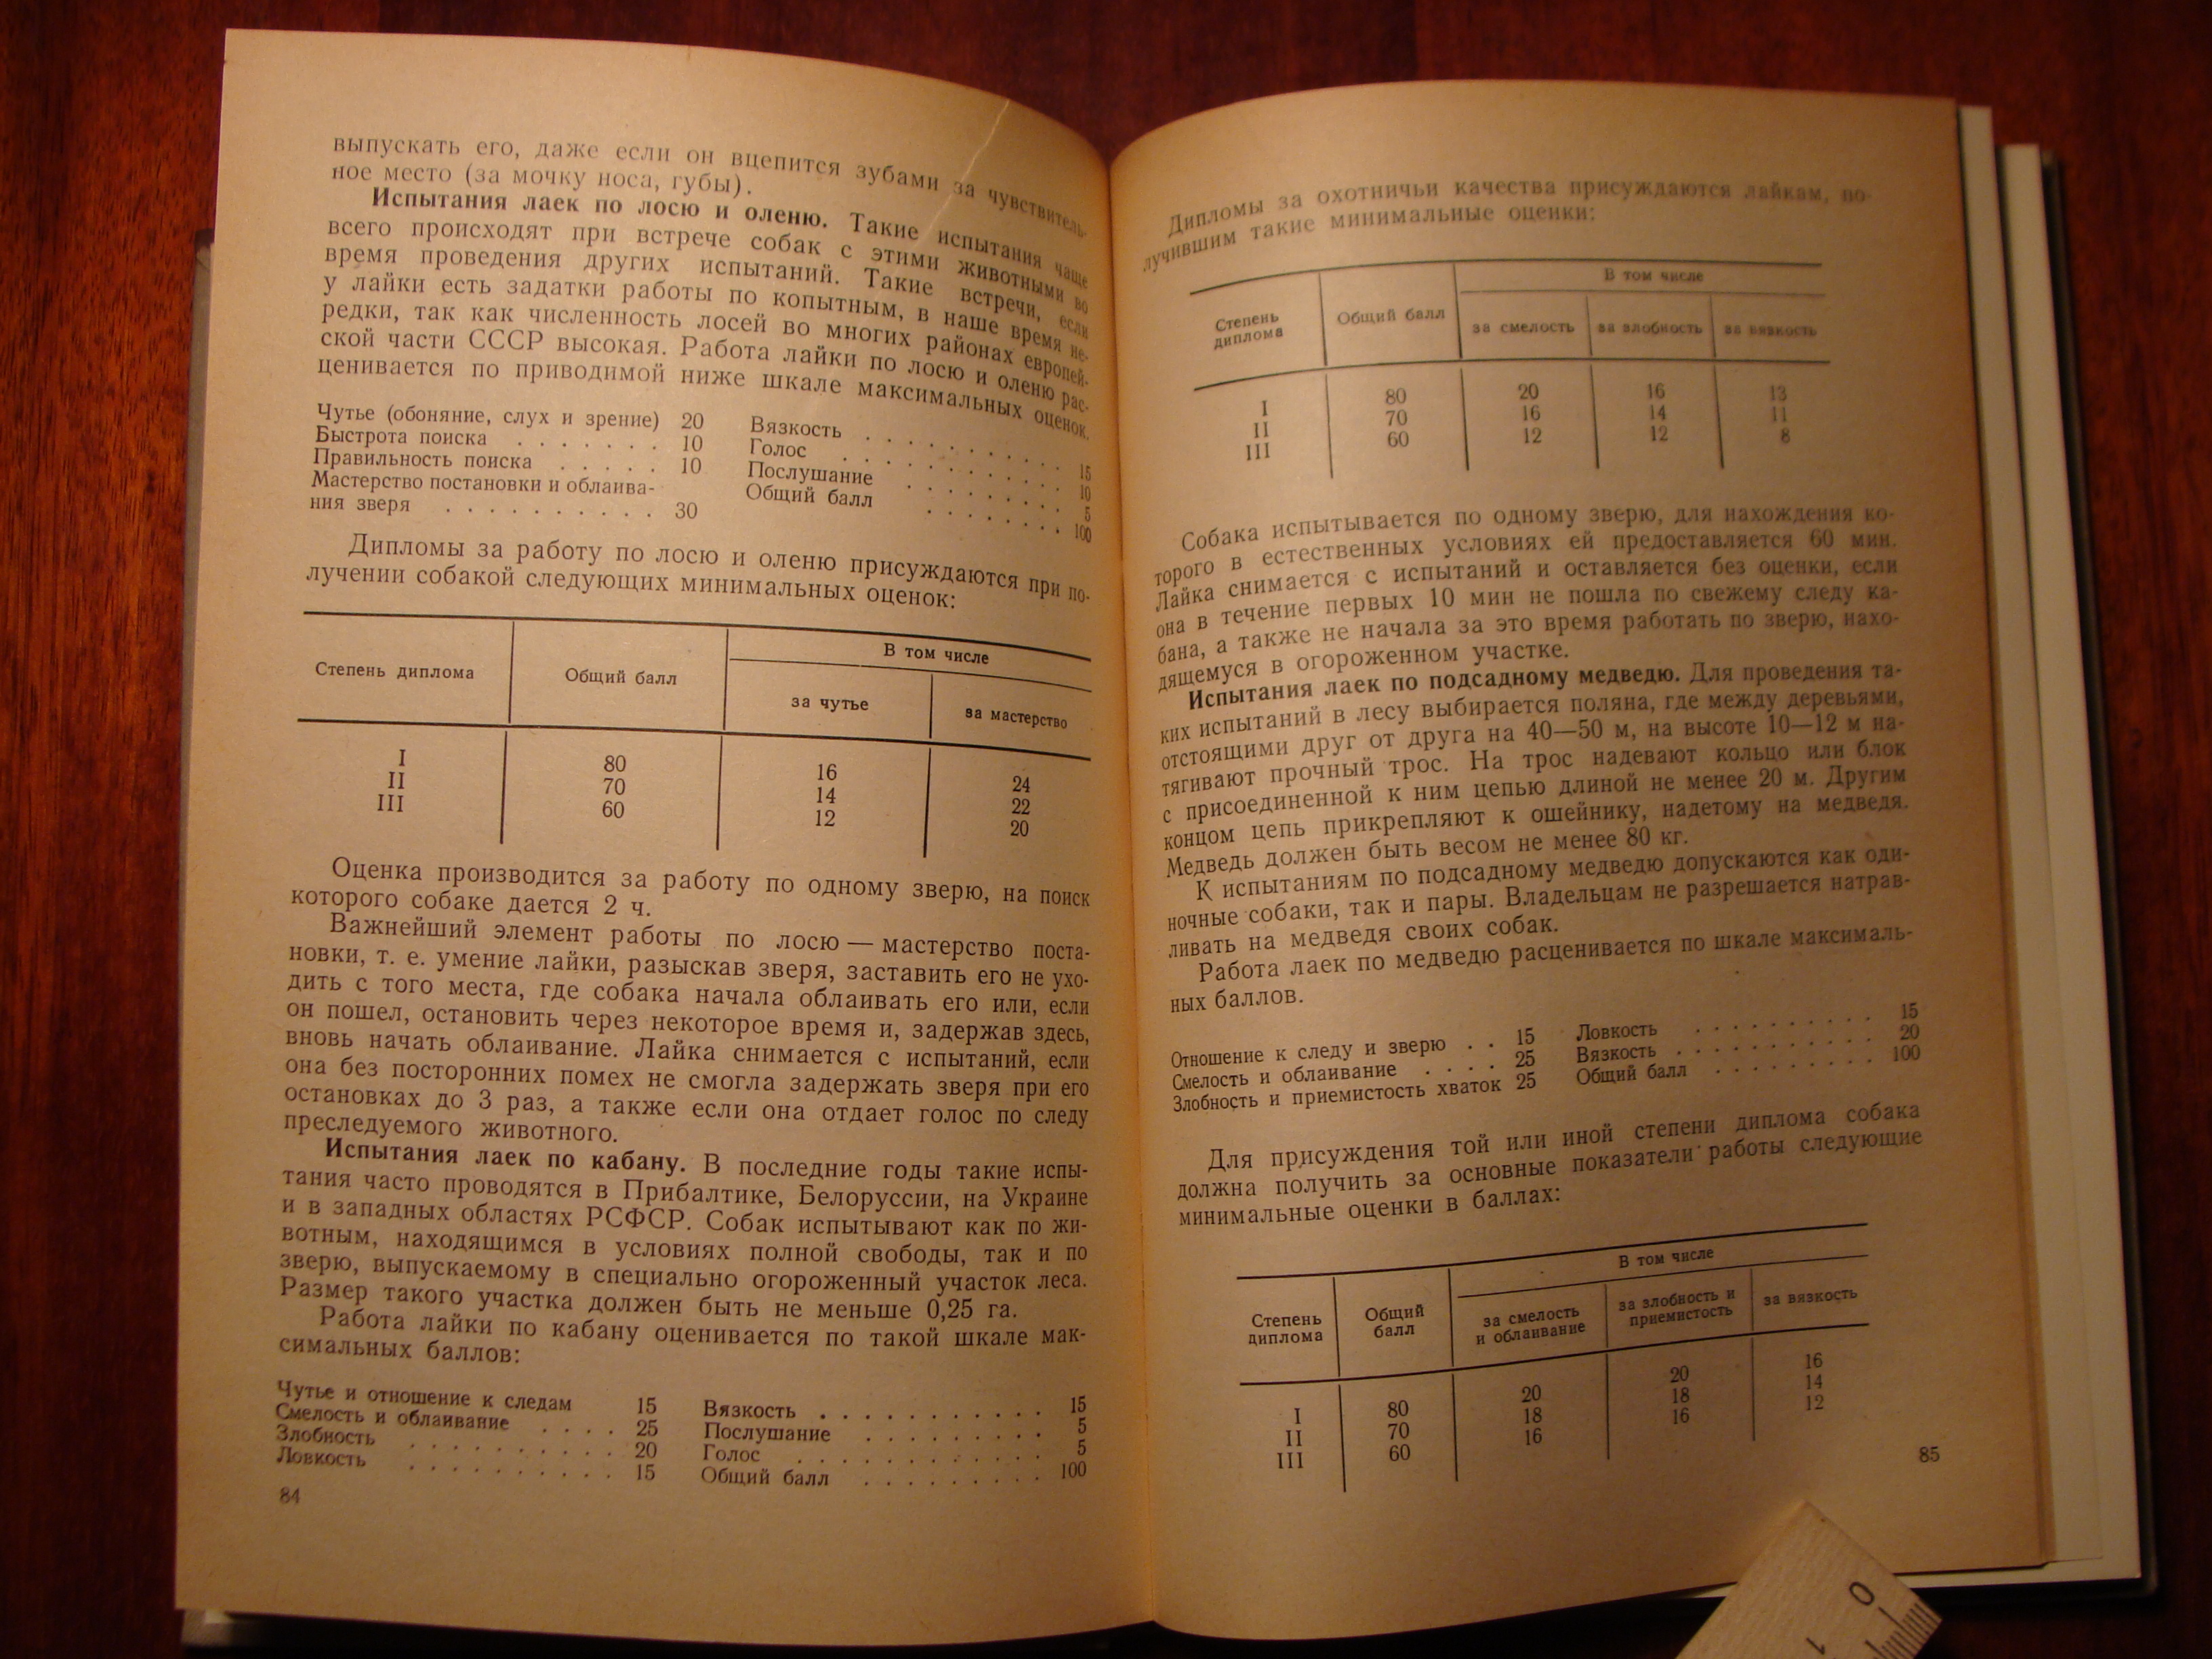 выпускать его, даже если он вцепится зубами за чувствитель-
ное место (за мочку носа, губы).
Испытания лаек по лосю и оленю. Такие испытания чаще
всего происходят при встрече собак с этими животными во
время проведения других испытаний. Такие встречи, если
у лайки есть задатки работы по копытным, в наше время не-
редки, так как численность лосей во многих районах европей-
ской части СССР высокая. Работа лайки по лосю и оленю рас-
ценивается по приводимой ниже шкале максимальных оценок.
Чутье (обоняние, слух и зрение) 20
Быстрота поиска . . . . . . . 10
Правильность поиска . . . . . 10
Мастерство постановки и облаива-
ния зверя . . . . . . . . . . 30
Вязкость . . . . . . . . . . 15
Голос . . . . . . . . . . . 10
Послушание . . . . . . . . 5
Общий балл . . . . . . . 100
Дипломы за работу по лосю и оленю присуждаются при по-
лучении собакой следующих минимальных оценок:
Степень диплома Общий балл В том числе
за чутье за мастерство
I 80 16 24
II 70 14 22
III 60 12 20
Оценка производится за работу по одному зверю, на поиск
которого собаке дается 2 ч.
Важнейший элемент работы по лосю — мастерство поста-
новки, т. е. умение лайки, разыскав зверя, заставить его не ухо-
дить с того места, где собака начала облаивать его или, если
он пошел, остановить через некоторое время и, задержав здесь,
вновь начать облаивание. Лайка снимается с испытаний, если
она без посторонних помех не смогла задержать зверя при его
остановках до 3 раз, а также если она отдает голос по следу
преследуемого животного.
Испытания лаек по кабану. В последние годы такие испы-
тания часто проводятся в Прибалтике, Белоруссии, на Украине
и в западных областях РСФСР. Собак испытывают как по жи-
вотным, находящимся в условиях полной свободы, так и по
зверю, выпускаемому в специально огороженный участок леса.
Размер такого участка должен быть не меньше 0,25 га.
Работа лайки по кабану оценивается по такой шкале мак-
симальных баллов:
Чутье и отношение к следам 15
Смелость и облаивание . . . . 25
Злобность . . . . . . . . . . 20
Ловкость . . . . . . . . . . 15
Вязкость . . . . . . . . . . . 15
Послушание . . . . . . . . . 5
Голос . . . . . . . . . . . . 5
Общий балл . . . . . . . . . 100
84
Дипломы за охотничьи качества присуждаются лайкам, по-
лучившим такие минимальные оценки:
Степень
диплома Общий балл В том числе
за смелость за злобность за вязкость
I 80 20 16 13
II 70 16 14 11
III 60 12 12 8
Собака испытывается по одному зверю, для нахождения ко-
торого в естественных условиях ей предоставляется 60 мин.
Лайка снимается с испытаний и оставляется без оценки, если
она в течение первых 10 мин не пошла по свежему следу ка-
бана, а также не начала за это время работать по зверю, нахо-
дящемуся в огороженном участке.
Испытания лаек по подсадному медведю. Для проведения та-
ких испытаний в лесу выбирается поляна, где между деревьями,
отстоящими друг от друга на 40—50 м, на высоте 10—12 м на-
тягивают прочный трос. На трос надевают кольцо или блок
с присоединенной к ним цепью длиной не менее 20 м. Другим
концом цепь прикрепляют к ошейнику, надетому на медведя.
Медведь должен быть весом не менее 80 кг.
К испытаниям по подсадному медведю допускаются как оди-
ночные собаки, так и пары. Владельцам не разрешается натрав-
ливать на медведя своих собак.
Работа лаек по медведю расценивается по шкале максималь-
ных баллов.
Отношение к следу и зверю . . 15
Смелость и облаивание . . . . 25
Злобность и приемистость хваток 25
Ловкость . . . . . . . . . . 15
Вязкость . . . . . . . . . . 20
Общий балл . . . . . . . . . 100
Для присуждения той или иной степени диплома собака
должна получить за основные показатели работы следующие
минимальные оценки в баллах:
Степень
диплома Общий
балл В том числе
за смелость
и облаивание за злобность и
приемистость за вязкость
I 80 20 20 16
II 70 18 18 14
III 60 16 16 12
85
0
1